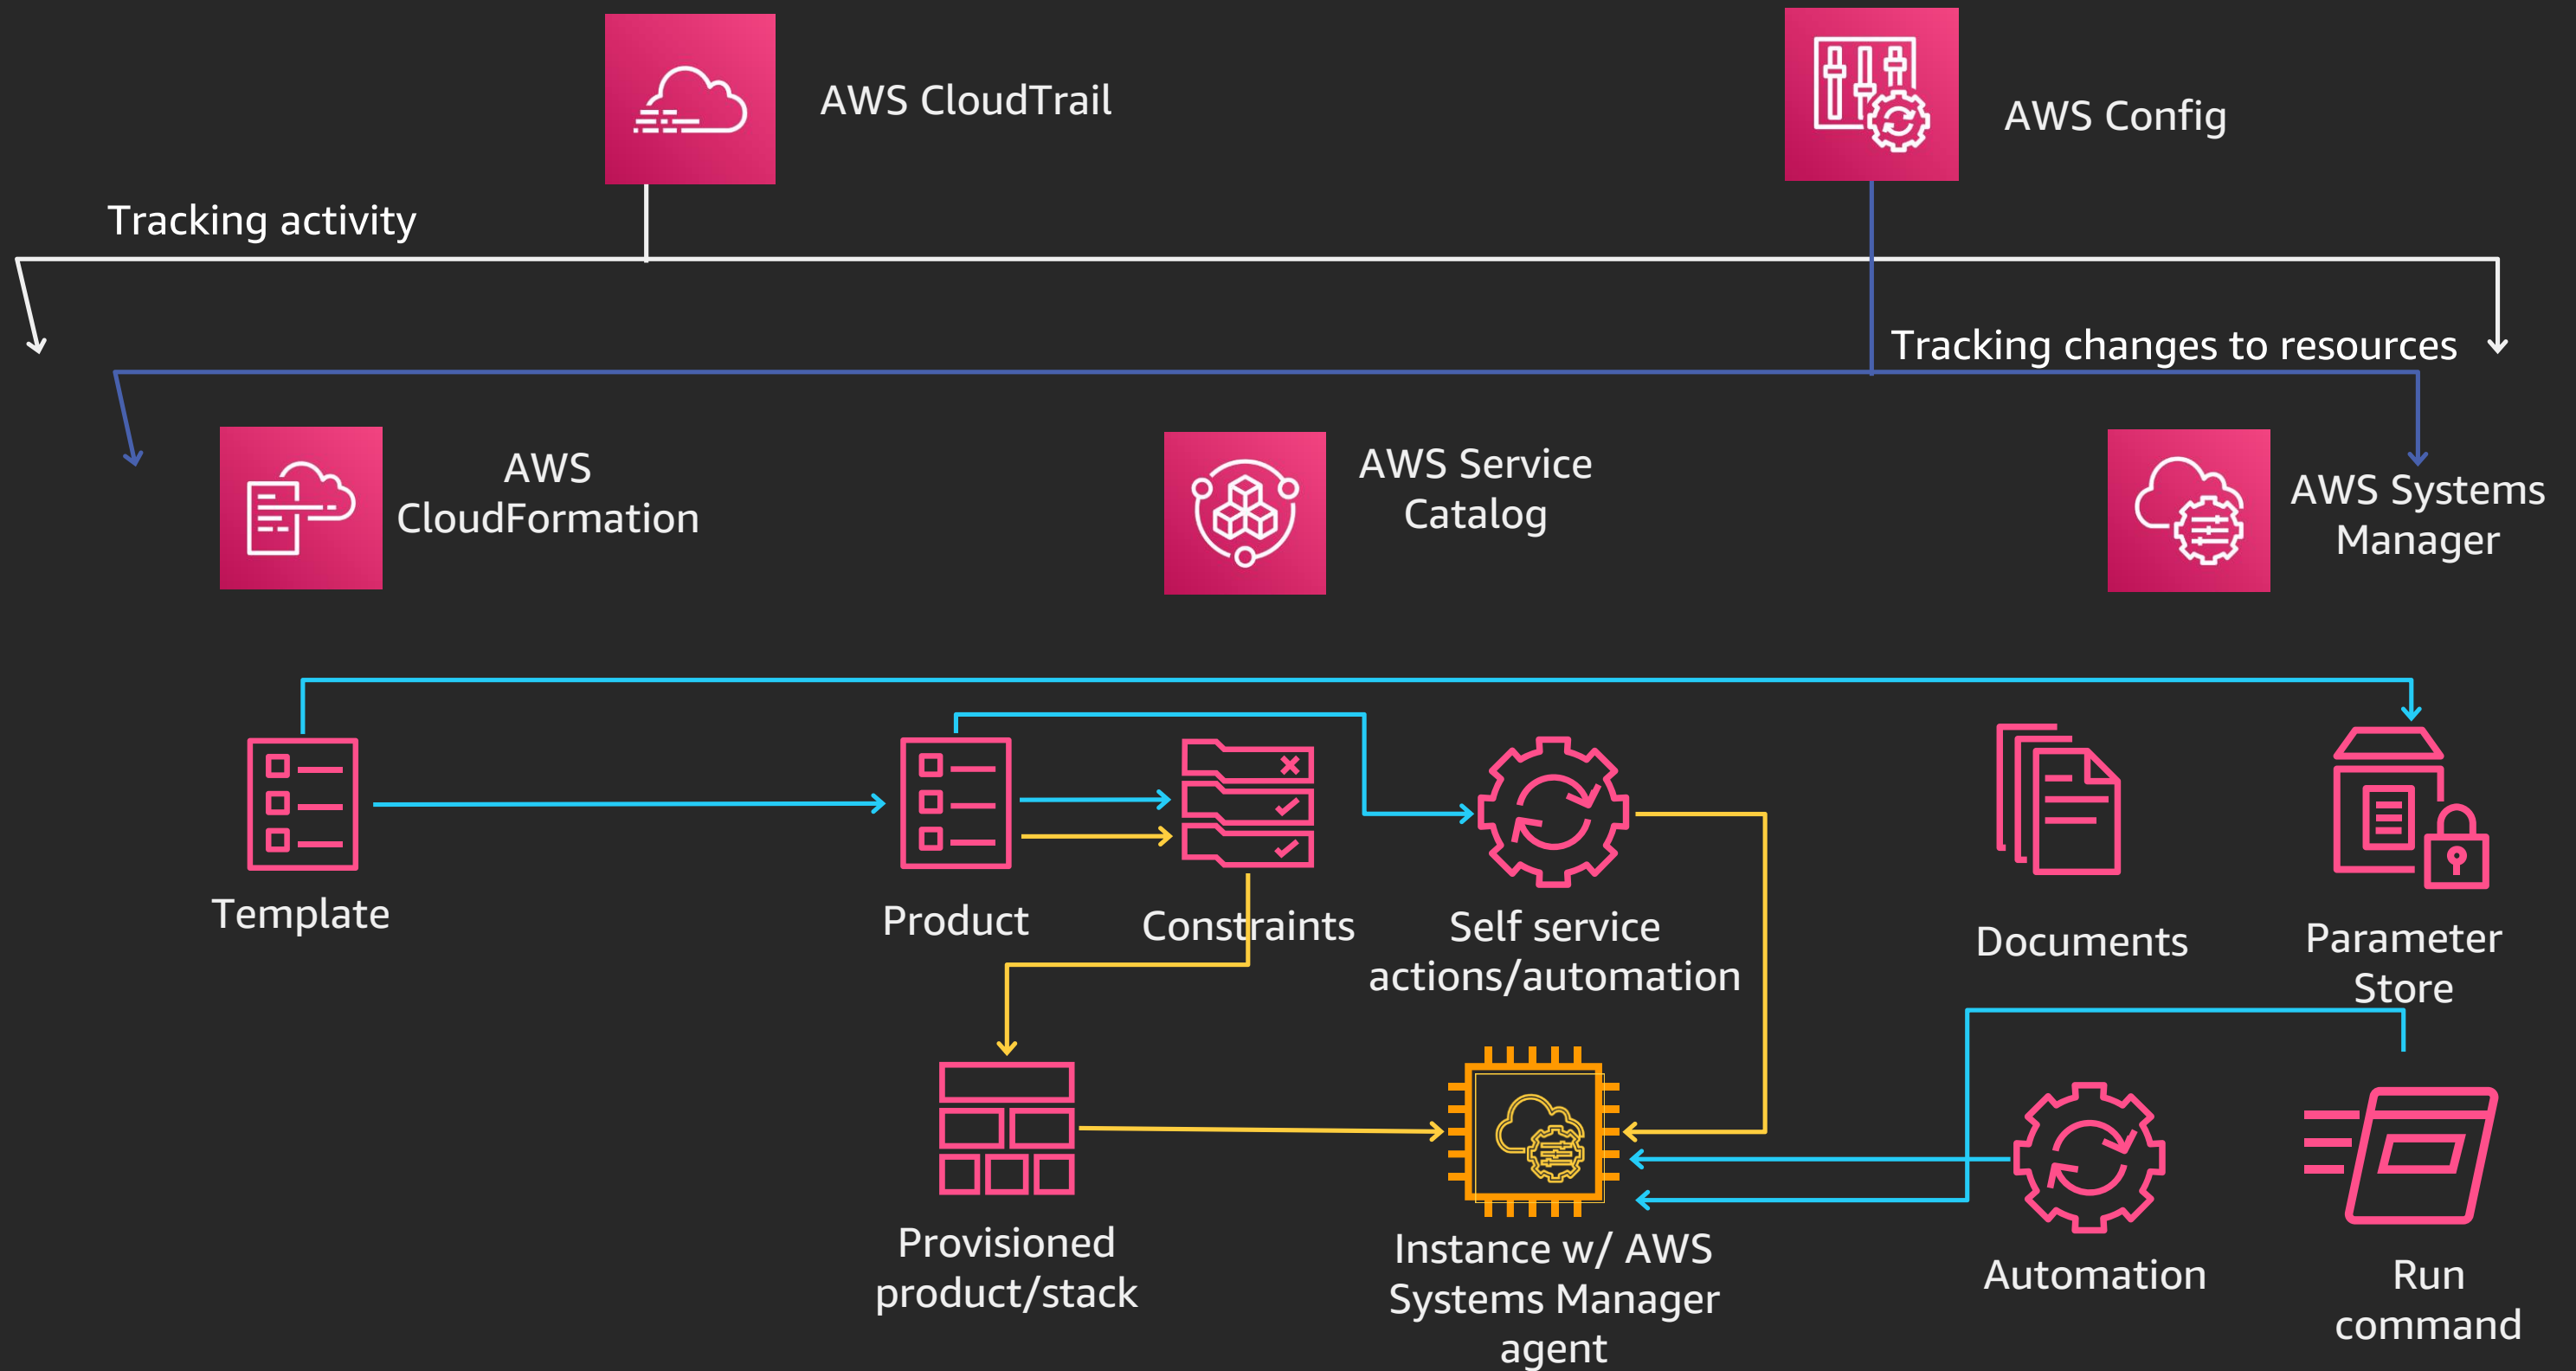 AWS CloudTrail
AWS Config
Tracking activity
Tracking changes to resources
AWS
CloudFormation
AWS Service
Catalog
AWS Systems
Manager
Template
Product
Constraints
Self service
actions/automation
Documents
Parameter
Store
Provisioned
product/stack
Instance w/ AWS
Systems Manager
agent
Automation
Run
command